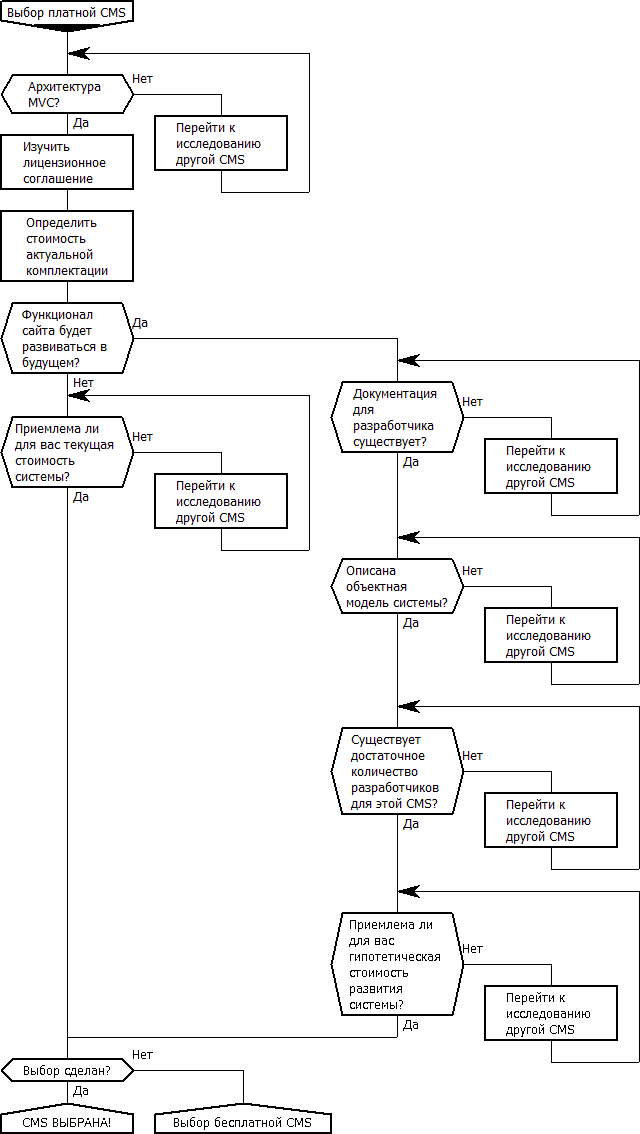 Выбор платной CMS
Архитектура
MVC?
Нет
Да
Перейти к
исследованию
другой CMS
Изучить
лицензионное
соглашение
Определить
стоимость
актуальной
комплектации
Функционал
сайта будет
развиваться в
будущем?
Да
Нет
Приемлема ли
для вас текущая
стоимость
системы?
Нет
Да
Перейти к
исследованию
другой CMS
Документация
для
разработчика
существует?
Нет
Да
Перейти к
исследованию
другой CMS
Описана
объектная
модель системы?
Нет
Да
Перейти к
исследованию
другой CMS
Существует
достаточное
количество
разработчиков
для этой CMS?
Нет
Да
Перейти к
исследованию
другой CMS
Приемлема ли
для вас
гипотетическая
стоимость
развития
системы?
Нет
Да
Перейти к
исследованию
другой CMS
Выбор сделан?
Нет
Да
CMS ВЫБРАНА!
Выбор бесплатной CMS